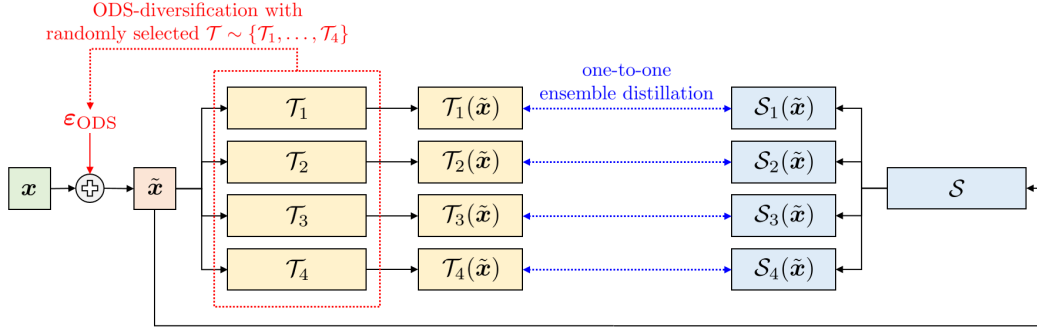 ODS-diversification with
randomly selected 𝒯 ∼ {𝒯₁, . . . , 𝒯₄}
one-to-one
ensemble distillation
𝒯₁ 𝒯₁(x̃) 𝒮₁(x̃)
ε_ODS
𝒯₂ 𝒯₂(x̃) 𝒮₂(x̃)
x x̃ 𝒮
𝒯₃ 𝒯₃(x̃) 𝒮₃(x̃)
𝒯₄ 𝒯₄(x̃) 𝒮₄(x̃)